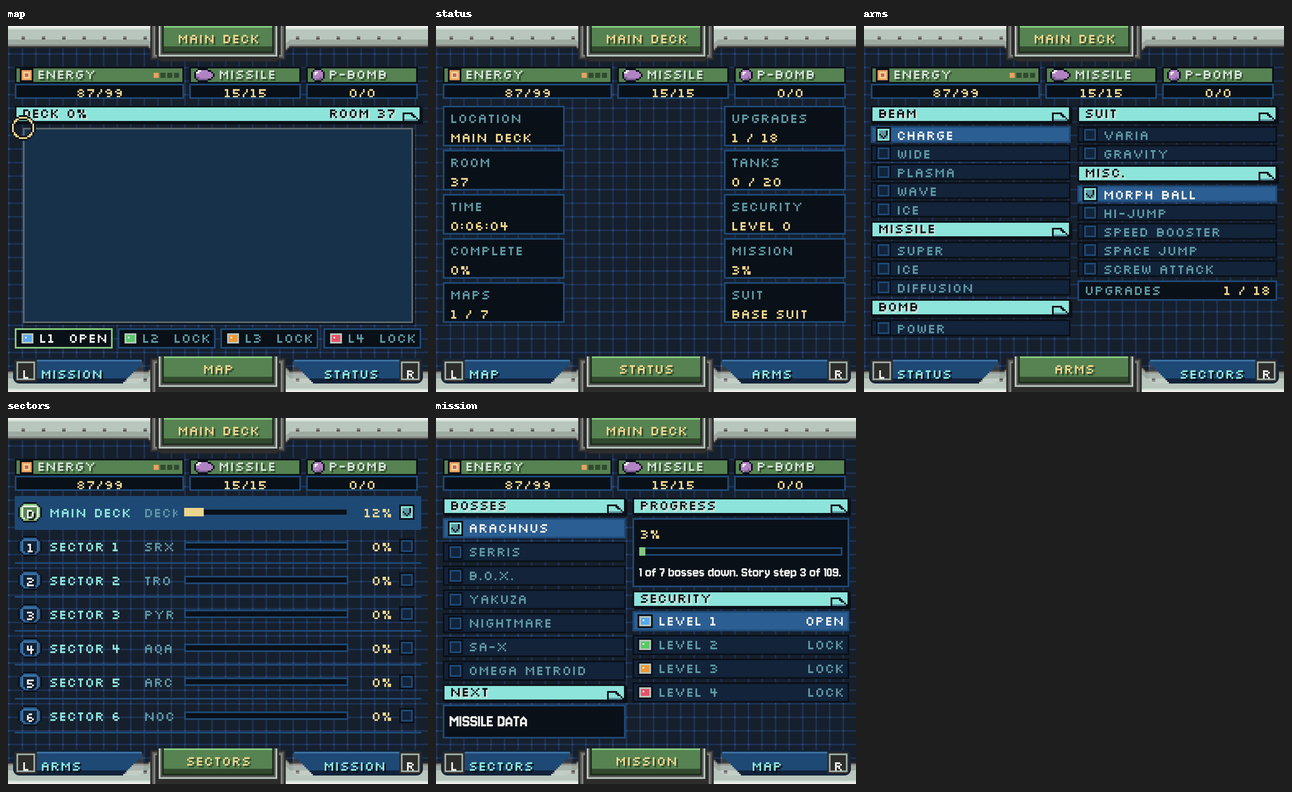 map
MAIN DECK
ENERGY MISSILE P-BOMB
87/99 15/15 0/0
DECK 0% ROOM 37
L1 OPEN L2 LOCK L3 LOCK L4 LOCK
L MISSION MAP STATUS R
status
MAIN DECK
ENERGY MISSILE P-BOMB
87/99 15/15 0/0
LOCATION
MAIN DECK
ROOM
37
TIME
0:06:04
COMPLETE
0%
MAPS
1 / 7
UPGRADES
1 / 18
TANKS
0 / 20
SECURITY
LEVEL 0
MISSION
3%
SUIT
BASE SUIT
L MAP STATUS ARMS R
arms
MAIN DECK
ENERGY MISSILE P-BOMB
87/99 15/15 0/0
BEAM
CHARGE
WIDE
PLASMA
WAVE
ICE
MISSILE
SUPER
ICE
DIFFUSION
BOMB
POWER
SUIT
VARIA
GRAVITY
MISC.
MORPH BALL
HI-JUMP
SPEED BOOSTER
SPACE JUMP
SCREW ATTACK
UPGRADES 1 / 18
L STATUS ARMS SECTORS R
sectors
MAIN DECK
ENERGY MISSILE P-BOMB
87/99 15/15 0/0
D MAIN DECK DECK 12%
1 SECTOR 1 SRX 0%
2 SECTOR 2 TRO 0%
3 SECTOR 3 PYR 0%
4 SECTOR 4 AQA 0%
5 SECTOR 5 ARC 0%
6 SECTOR 6 NOC 0%
L ARMS SECTORS MISSION R
mission
MAIN DECK
ENERGY MISSILE P-BOMB
87/99 15/15 0/0
BOSSES
ARACHNUS
SERRIS
B.O.X.
YAKUZA
NIGHTMARE
SA-X
OMEGA METROID
NEXT
MISSILE DATA
PROGRESS
3%
1 of 7 bosses down. Story step 3 of 109.
SECURITY
LEVEL 1 OPEN
LEVEL 2 LOCK
LEVEL 3 LOCK
LEVEL 4 LOCK
L SECTORS MISSION MAP R